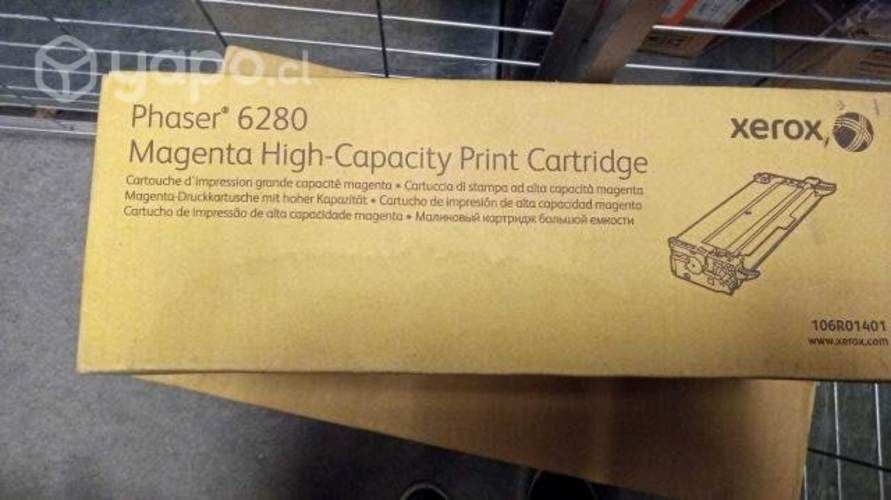 yapo.cl
Phaser® 6280
Magenta High-Capacity Print Cartridge
Cartouche d'impression grande capacité magenta • Cartuccia di stampa ad alta capacità magenta
Magenta-Druckkartusche mit hoher Kapazität • Cartucho de impresión de alta capacidad magenta
Cartucho de impressão de alta capacidade magenta • Малиновый картридж большой емкости
xerox
106R01401
www.xerox.com